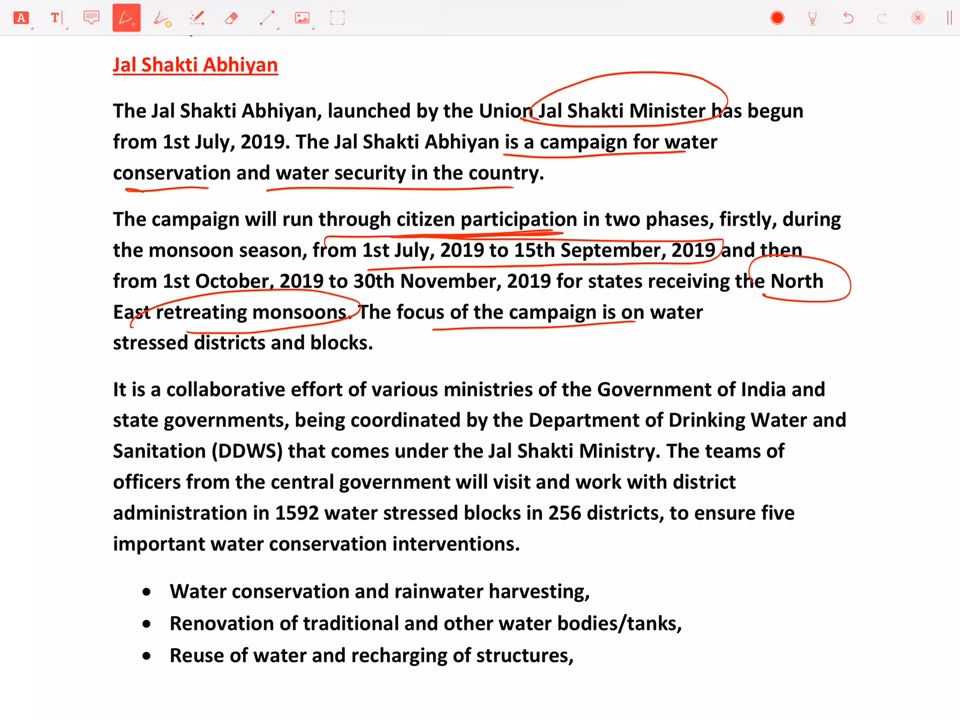 A T
Jal Shakti Abhiyan
The Jal Shakti Abhiyan, launched by the Union Jal Shakti Minister has begun
from 1st July, 2019. The Jal Shakti Abhiyan is a campaign for water
conservation and water security in the country.
The campaign will run through citizen participation in two phases, firstly, during
the monsoon season, from 1st July, 2019 to 15th September, 2019 and then
from 1st October, 2019 to 30th November, 2019 for states receiving the North
East retreating monsoons. The focus of the campaign is on water
stressed districts and blocks.
It is a collaborative effort of various ministries of the Government of India and
state governments, being coordinated by the Department of Drinking Water and
Sanitation (DDWS) that comes under the Jal Shakti Ministry. The teams of
officers from the central government will visit and work with district
administration in 1592 water stressed blocks in 256 districts, to ensure five
important water conservation interventions.
• Water conservation and rainwater harvesting,
• Renovation of traditional and other water bodies/tanks,
• Reuse of water and recharging of structures,